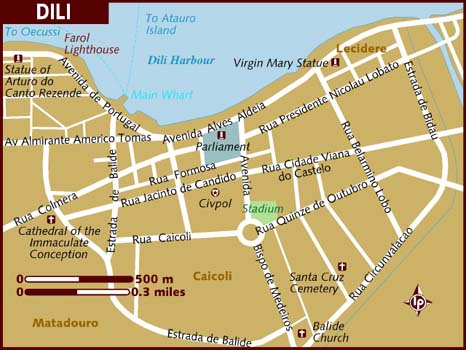 DILI
To Oecussi
To Atauro
Island
Farol
Lighthouse
Dili Harbour
Lecidere
Virgin Mary Statue
Statue of
Arturo do
Canto Rezende
Avenida de Portugal
Main Wharf
Avenida Alves Aldeia
Rua Presidente Nicolau Lobato
Estrada de Bidau
Av Almirante Americo Tomas
Parliament
Rua Formosa
Avenida
Rua Cidade Viana
do Castelo
Rua Belarmino Lobo
Rua Jacinto de Candido
Estrada de Balide
Civpol
Rua Colmera
Stadium
Rua Quinze de Outubro
Cathedral of the
Immaculate
Conception
Rua Caicoli
Bispo de Medeiros
Rua Circunvalacao
Santa Cruz
Cemetery
Caicoli
0 500 m
0 0.3 miles
Matadouro
Estrada de Balide
Balide
Church
lp